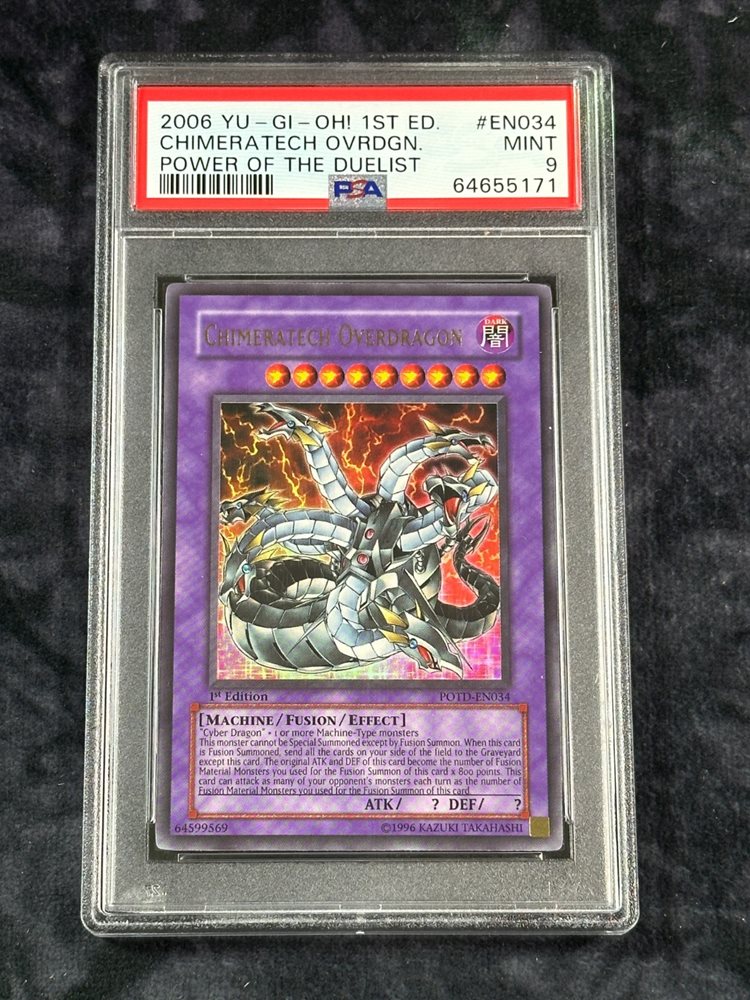 2006 YU-GI-OH! 1ST ED. #EN034
CHIMERATECH OVRDGN. MINT
POWER OF THE DUELIST 9
PSA 64655171
CHIMERATECH OVERDRAGON
DARK
闇
1st Edition POTD-EN034
[MACHINE/FUSION/EFFECT]
"Cyber Dragon" + 1 or more Machine-Type monsters
This monster cannot be Special Summoned except by Fusion Summon. When this card
is Fusion Summoned, send all the cards on your side of the field to the Graveyard
except this card. The original ATK and DEF of this card become the number of Fusion
Material Monsters you used for the Fusion Summon of this card x 800 points. This
card can attack as many of your opponent's monsters each turn as the number of
Fusion Material Monsters you used for the Fusion Summon of this card.
ATK/ ? DEF/ ?
64599569 ©1996 KAZUKI TAKAHASHI